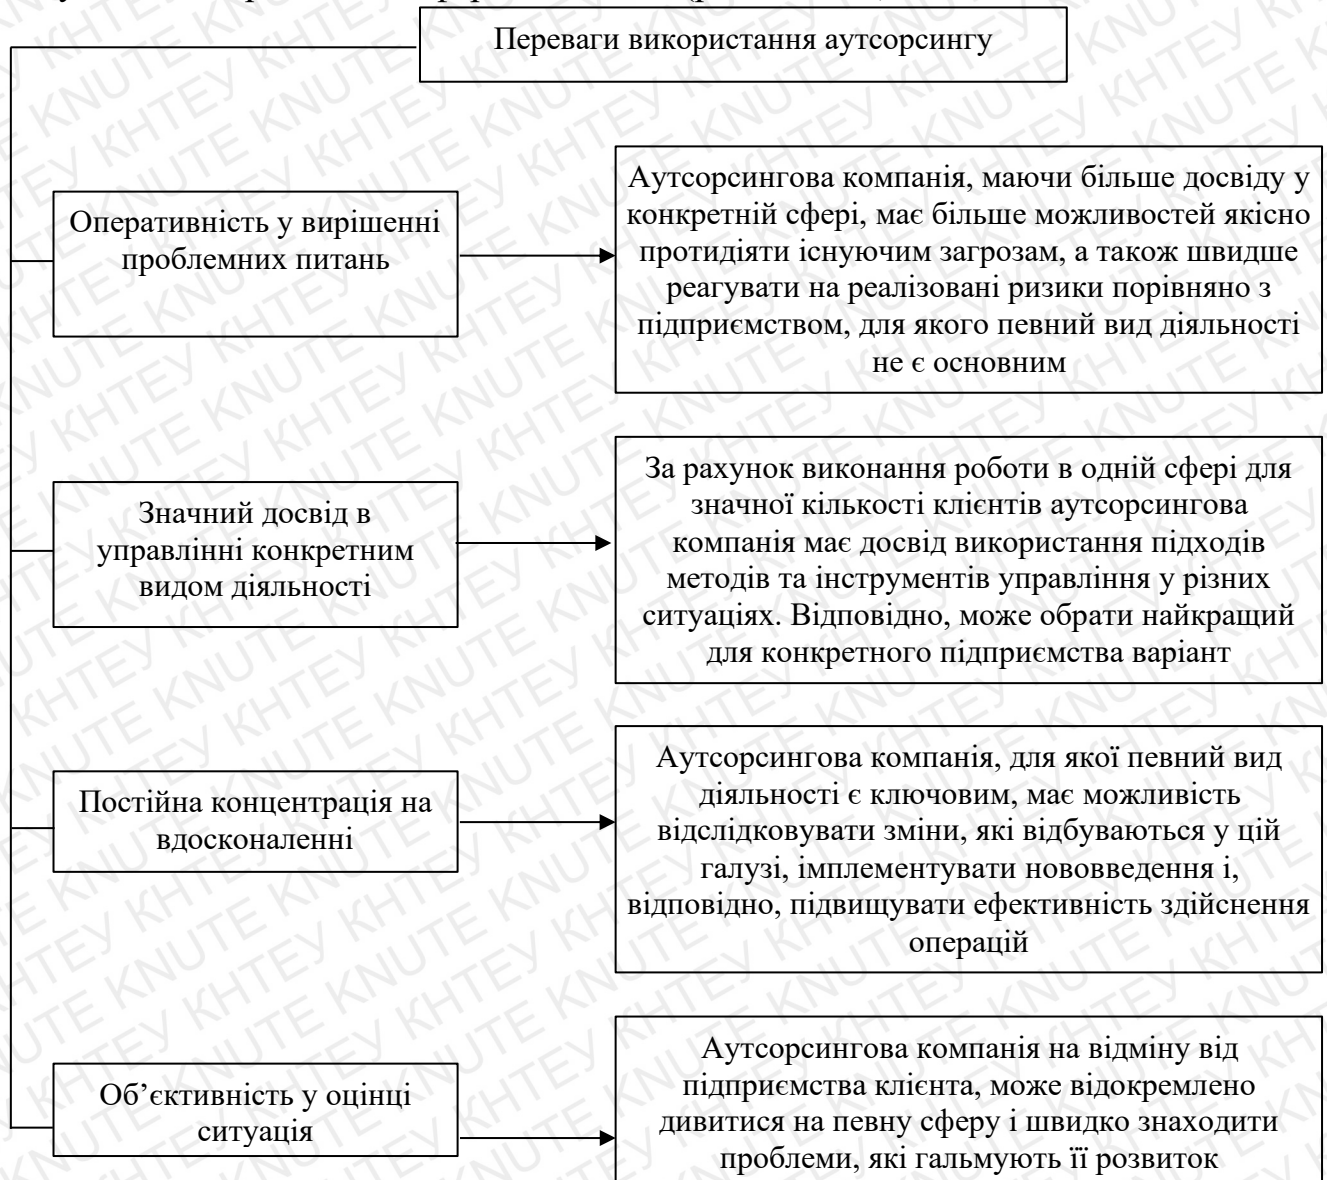 Переваги використання аутсорсингу
Оперативність у вирішенні
проблемних питань
Аутсорсингова компанія, маючи більше досвіду у
конкретній сфері, має більше можливостей якісно
протидіяти існуючим загрозам, а також швидше
реагувати на реалізовані ризики порівняно з
підприємством, для якого певний вид діяльності
не є основним
Значний досвід в
управлінні конкретним
видом діяльності
За рахунок виконання роботи в одній сфері для
значної кількості клієнтів аутсорсингова
компанія має досвід використання підходів
методів та інструментів управління у різних
ситуаціях. Відповідно, може обрати найкращий
для конкретного підприємства варіант
Постійна концентрація на
вдосконаленні
Аутсорсингова компанія, для якої певний вид
діяльності є ключовим, має можливість
відслідковувати зміни, які відбуваються у цій
галузі, імплементувати нововведення і,
відповідно, підвищувати ефективність здійснення
операцій
Об’єктивність у оцінці
ситуація
Аутсорсингова компанія на відміну від
підприємства клієнта, може відокремлено
дивитися на певну сферу і швидко знаходити
проблеми, які гальмують її розвиток